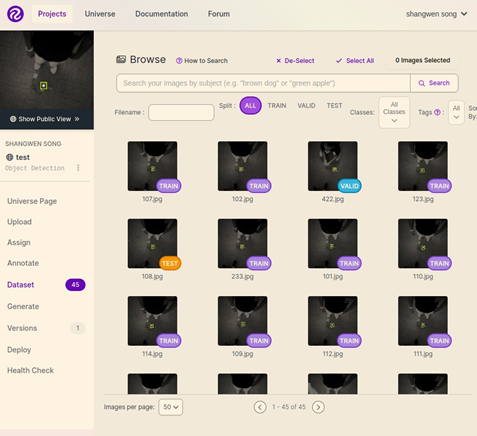 Projects
Universe
Documentation
Forum
shangwen song
Show Public View »
SHANGWEN SONG
test
Object Detection
Universe Page
Upload
Assign
Annotate
Dataset 45
Generate
Versions 1
Deploy
Health Check
Browse
How to Search
De-Select
Select All
0 Images Selected
Search your images by subject (e.g. "brown dog" or "green apple")
Search
Filename :
Split :
ALL
TRAIN
VALID
TEST
Classes:
All
Classes
Tags ? :
All
Sor
By:
TRAIN
TRAIN
VALID
TRAIN
107.jpg
102.jpg
422.jpg
123.jpg
TEST
TRAIN
TRAIN
TRAIN
108.jpg
233.jpg
101.jpg
110.jpg
TRAIN
TRAIN
TRAIN
TRAIN
114.jpg
109.jpg
112.jpg
111.jpg
Images per page: 50
1 - 45 of 45